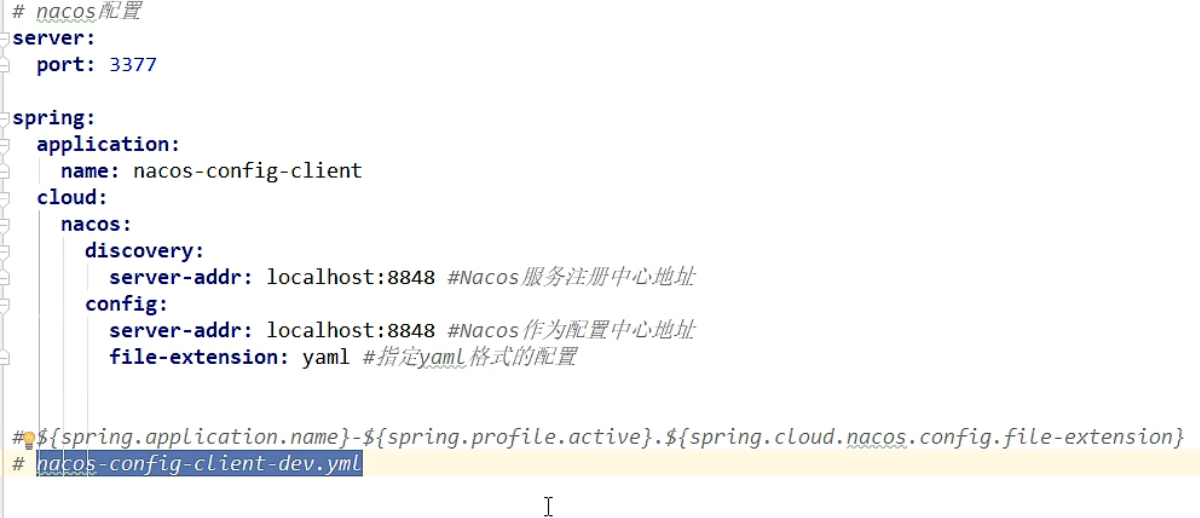 # nacos配置
server:
  port: 3377
spring:
  application:
    name: nacos-config-client
  cloud:
    nacos:
      discovery:
        server-addr: localhost:8848 #Nacos服务注册中心地址
      config:
        server-addr: localhost:8848 #Nacos作为配置中心地址
        file-extension: yaml #指定yaml格式的配置
# ${spring.application.name}-${spring.profile.active}.${spring.cloud.nacos.config.file-extension}
# nacos-config-client-dev.yml